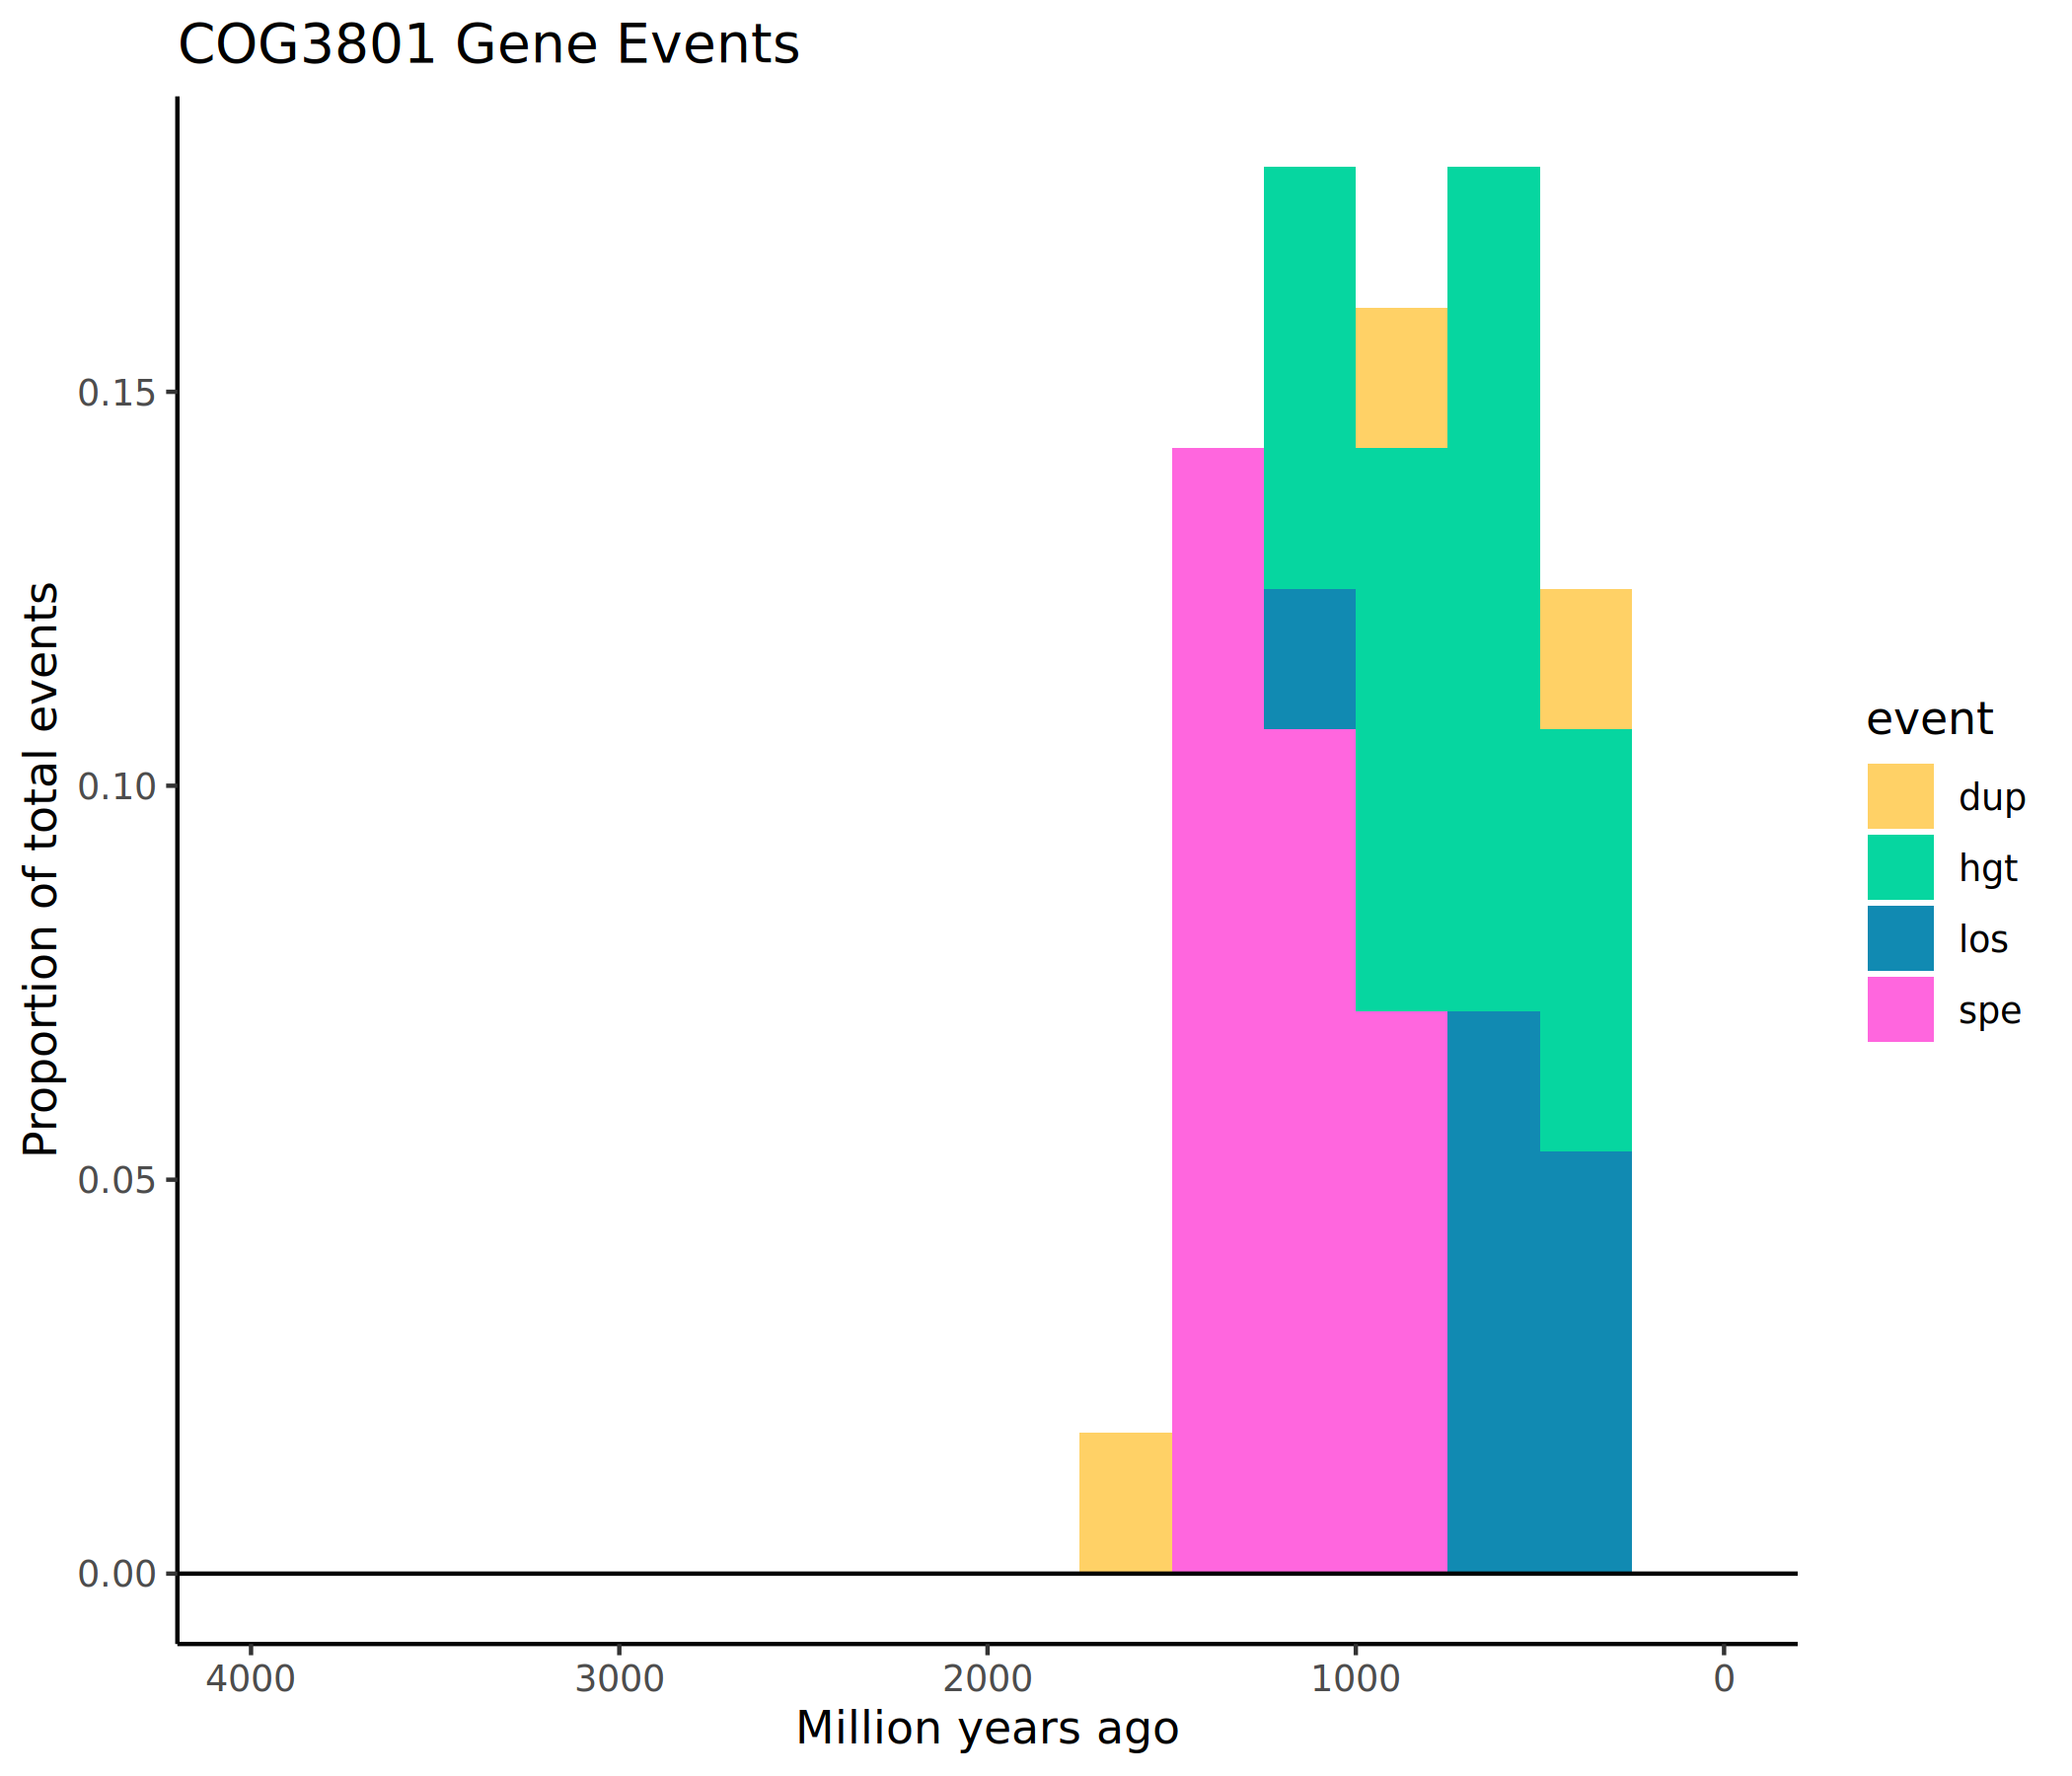 COG3801 Gene Events
Proportion of total events
0.15
0.10
0.05
0.00
4000 3000 2000 1000 0
Million years ago
event
dup
hgt
los
spe